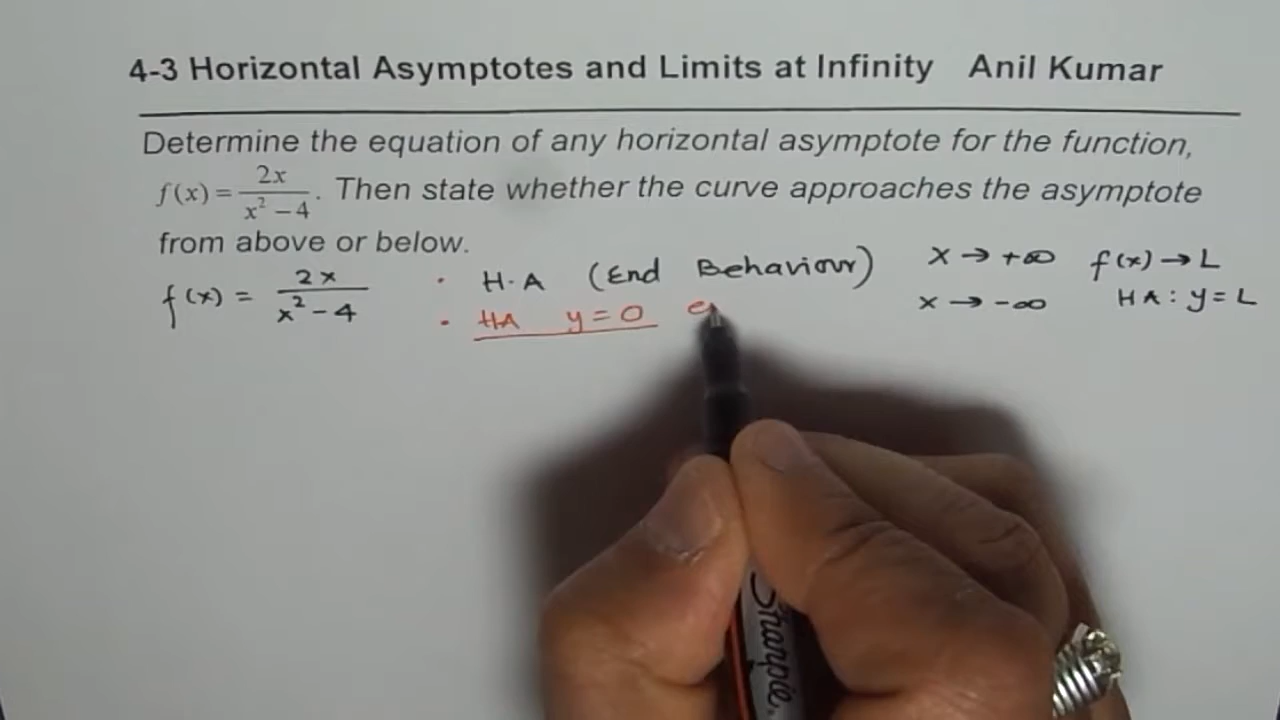 4-3 Horizontal Asymptotes and Limits at Infinity Anil Kumar
Determine the equation of any horizontal asymptote for the function,
f(x) = 2x / x² – 4 . Then state whether the curve approaches the asymptote
from above or below.
f(x) = 2x / x² – 4
· H.A (End Behaviour)
x → +∞ f(x) → L
x → -∞ HA: y = L
· HA y = 0
Sharpie.